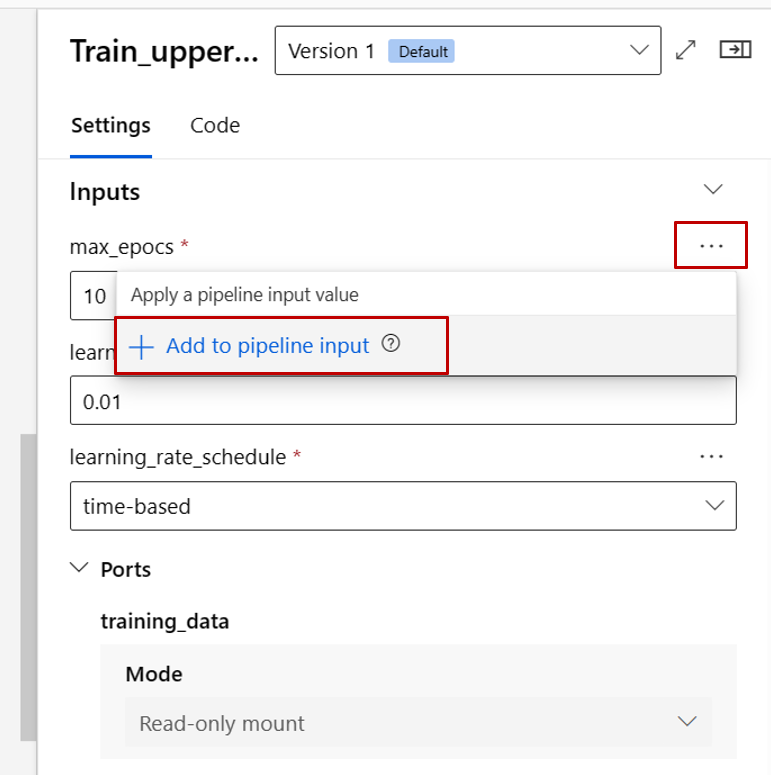 Train_upper... Version 1 Default
Settings Code
Inputs
max_epocs * ...
10
Apply a pipeline input value
+ Add to pipeline input ?
learn
0.01
learning_rate_schedule * ...
time-based
Ports
training_data
Mode
Read-only mount